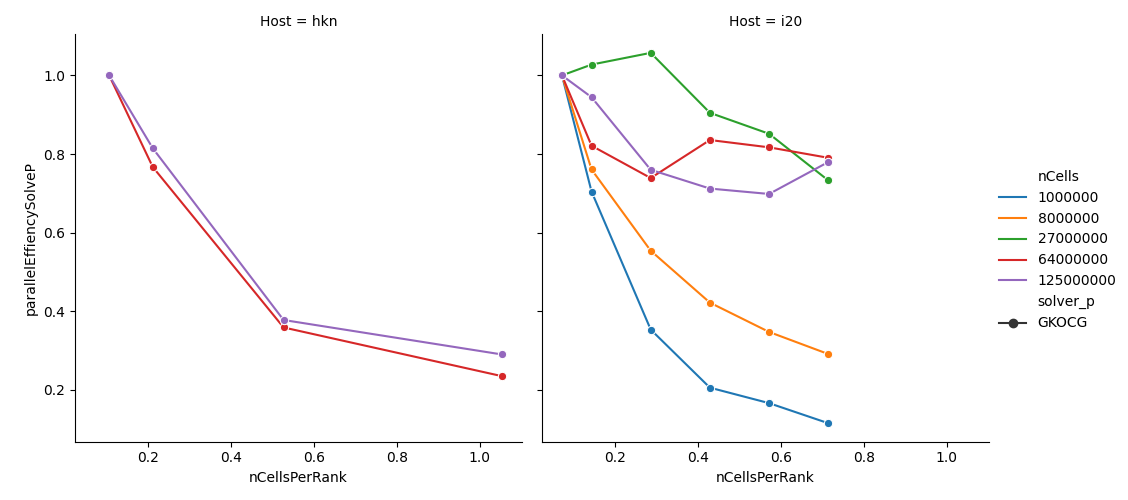 Host = hkn
Host = i20
parallelEffiencySolveP
1.0
0.8
0.6
0.4
0.2
0.2 0.4 0.6 0.8 1.0
nCellsPerRank
0.2 0.4 0.6 0.8 1.0
nCellsPerRank
nCells
1000000
8000000
27000000
64000000
125000000
solver_p
GKOCG